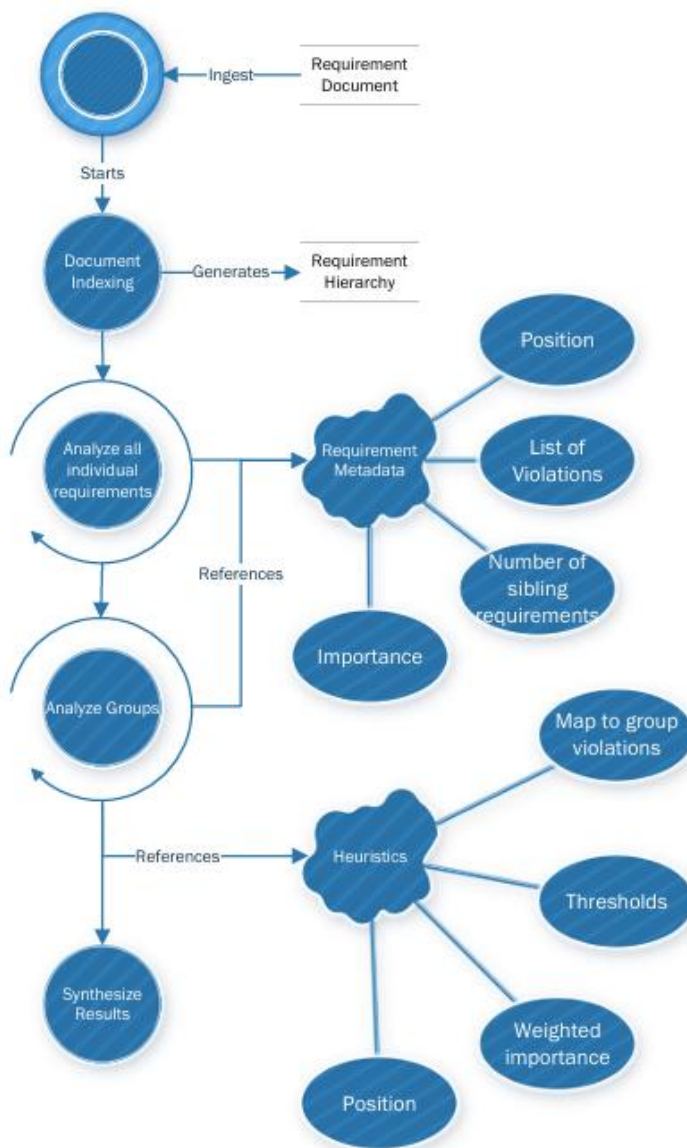 Ingest
Requirement
Document
Starts
Document
Indexing
Generates
Requirement
Hierarchy
Position
Analyze all
individual
requirements
Requirement
Metadata
List of
Violations
References
Number of
sibling
requirements
Importance
Analyze Groups
Map to group
violations
References
Heuristics
Thresholds
Synthesize
Results
Weighted
importance
Position